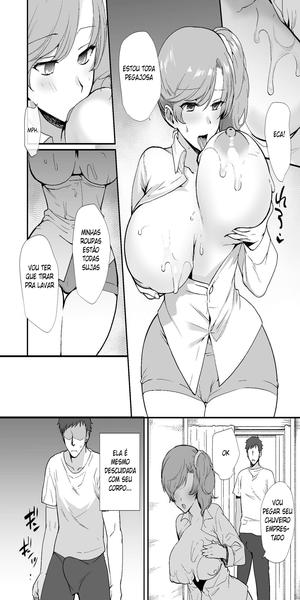 ESTOU TODA
PEGAJOSA
ECA!
MPH.
MINHAS
ROUPAS
ESTÃO
TODAS
SUJAS
VOU TER
QUE TIRAR
PRA LAVAR
OK
VOU
PEGAR SEU
CHUVEIRO
EMPRES-
TADO
ELA É
MESMO
DESCUIDADA
COM SEU
CORPO...